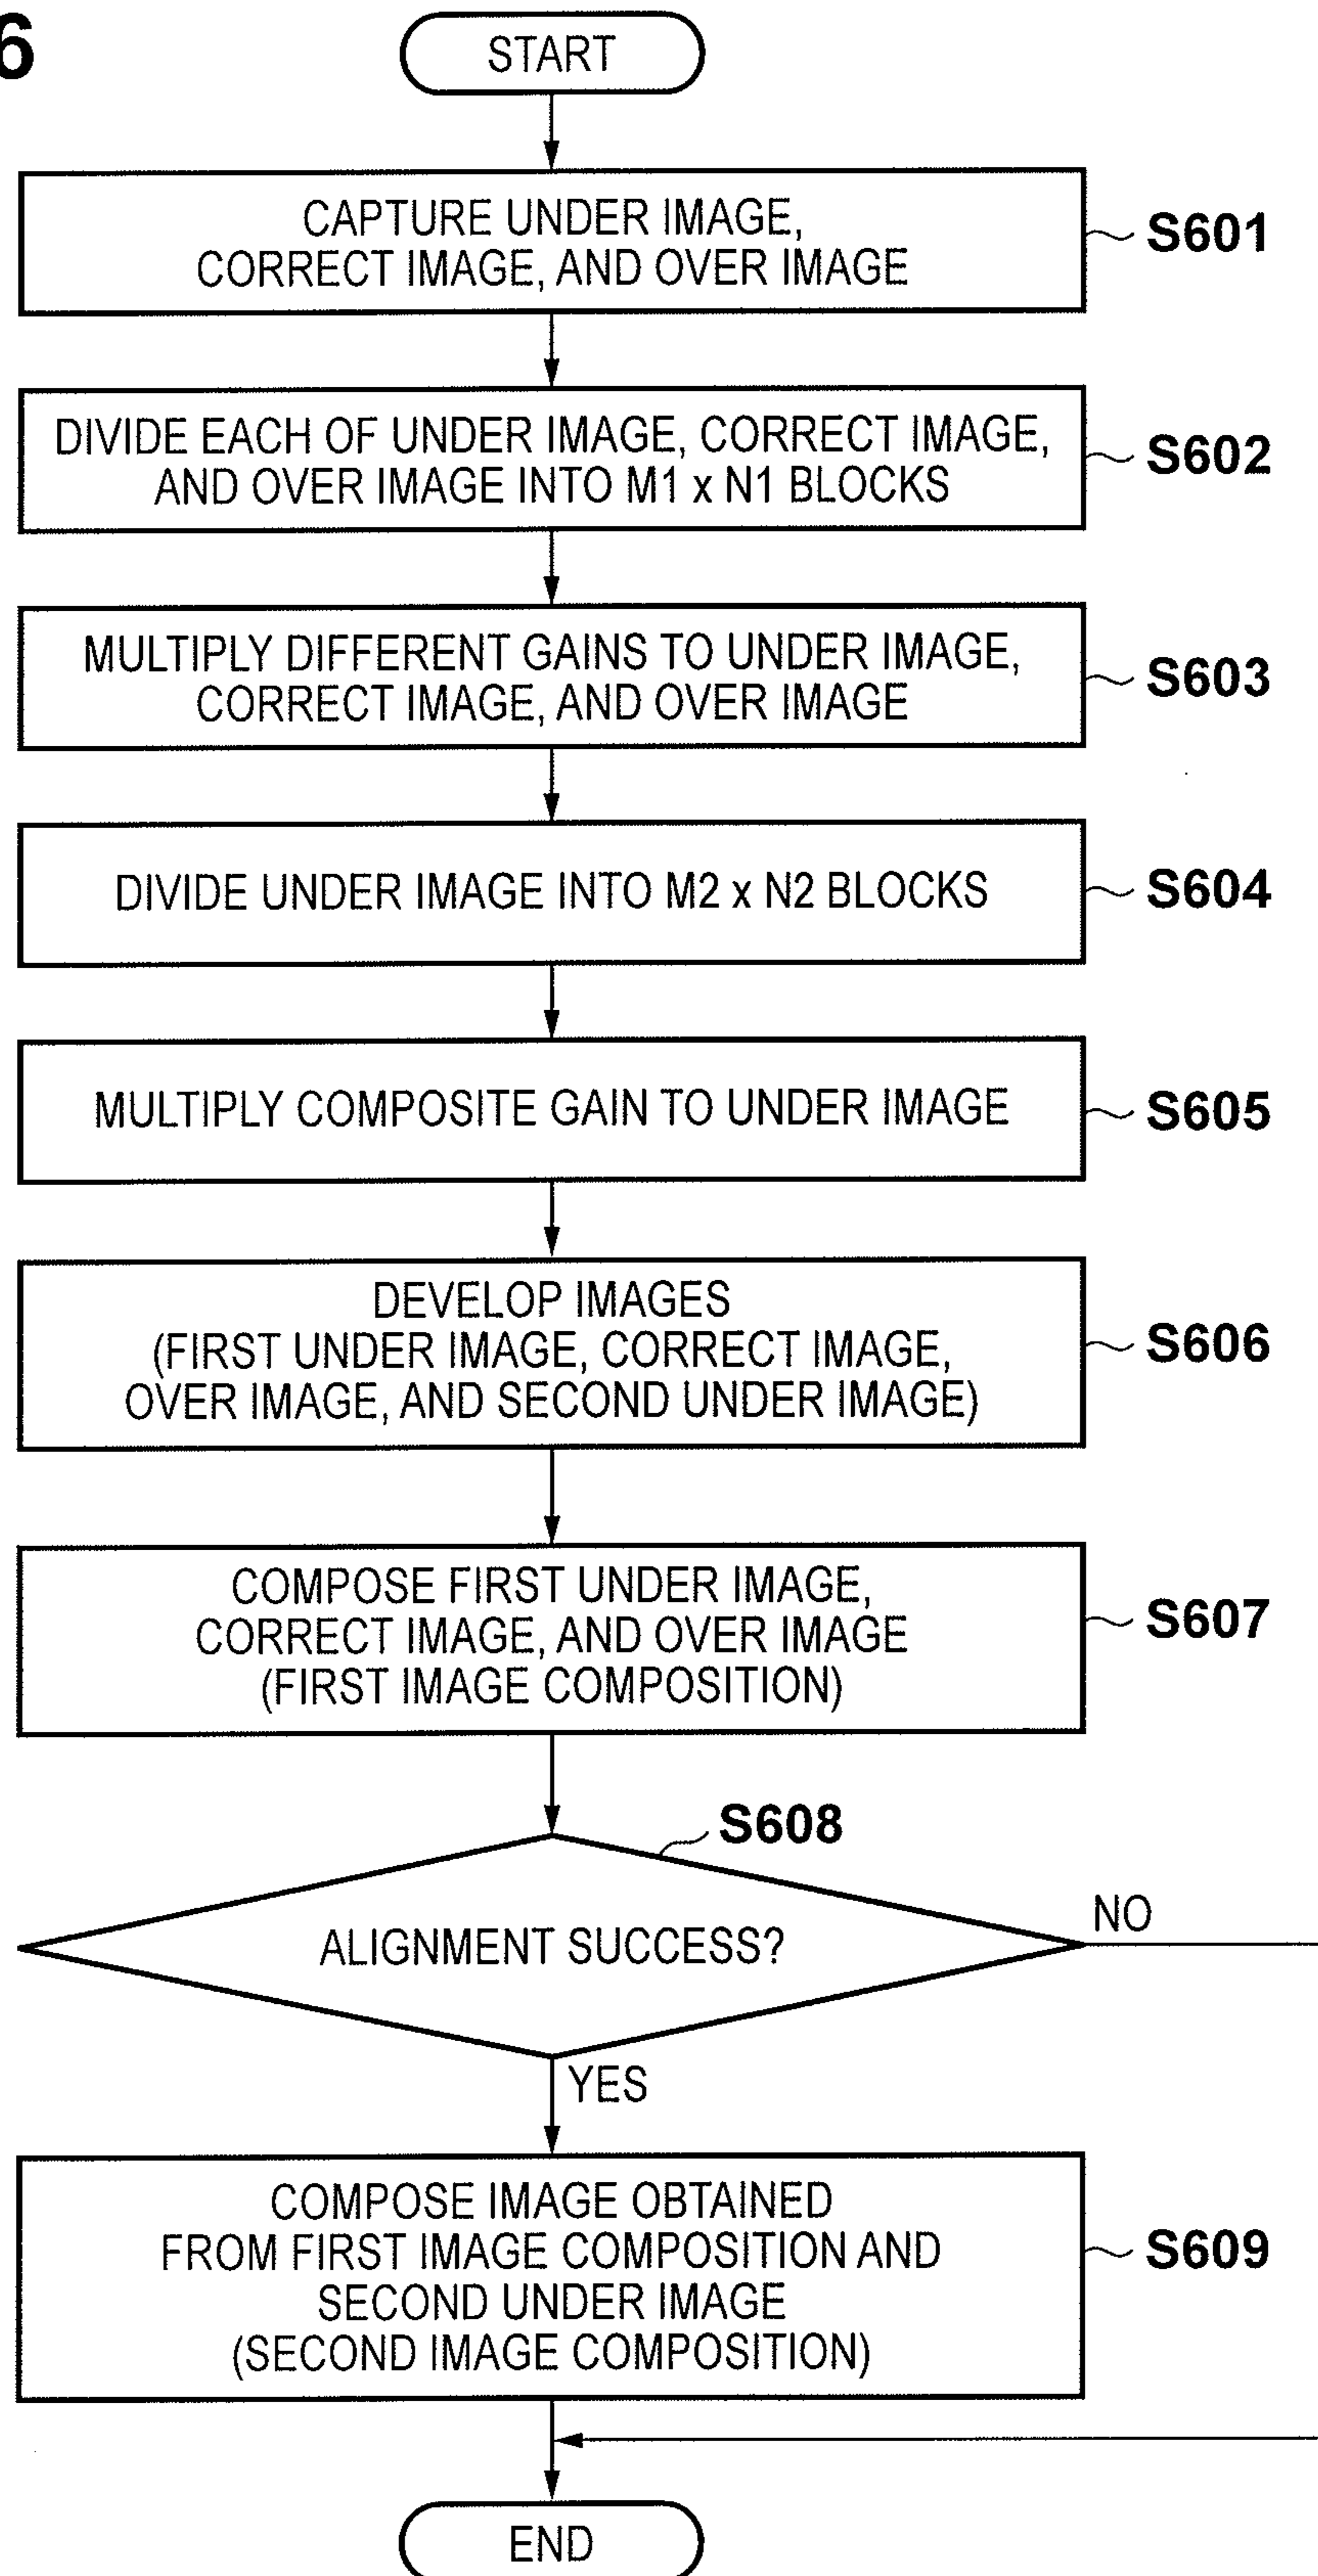 6
START
CAPTURE UNDER IMAGE,
CORRECT IMAGE, AND OVER IMAGE
S601
DIVIDE EACH OF UNDER IMAGE, CORRECT IMAGE,
AND OVER IMAGE INTO M1 x N1 BLOCKS
S602
MULTIPLY DIFFERENT GAINS TO UNDER IMAGE,
CORRECT IMAGE, AND OVER IMAGE
S603
DIVIDE UNDER IMAGE INTO M2 x N2 BLOCKS
S604
MULTIPLY COMPOSITE GAIN TO UNDER IMAGE
S605
DEVELOP IMAGES
(FIRST UNDER IMAGE, CORRECT IMAGE,
OVER IMAGE, AND SECOND UNDER IMAGE)
S606
COMPOSE FIRST UNDER IMAGE,
CORRECT IMAGE, AND OVER IMAGE
(FIRST IMAGE COMPOSITION)
S607
S608
ALIGNMENT SUCCESS?
NO
YES
COMPOSE IMAGE OBTAINED
FROM FIRST IMAGE COMPOSITION AND
SECOND UNDER IMAGE
(SECOND IMAGE COMPOSITION)
S609
END